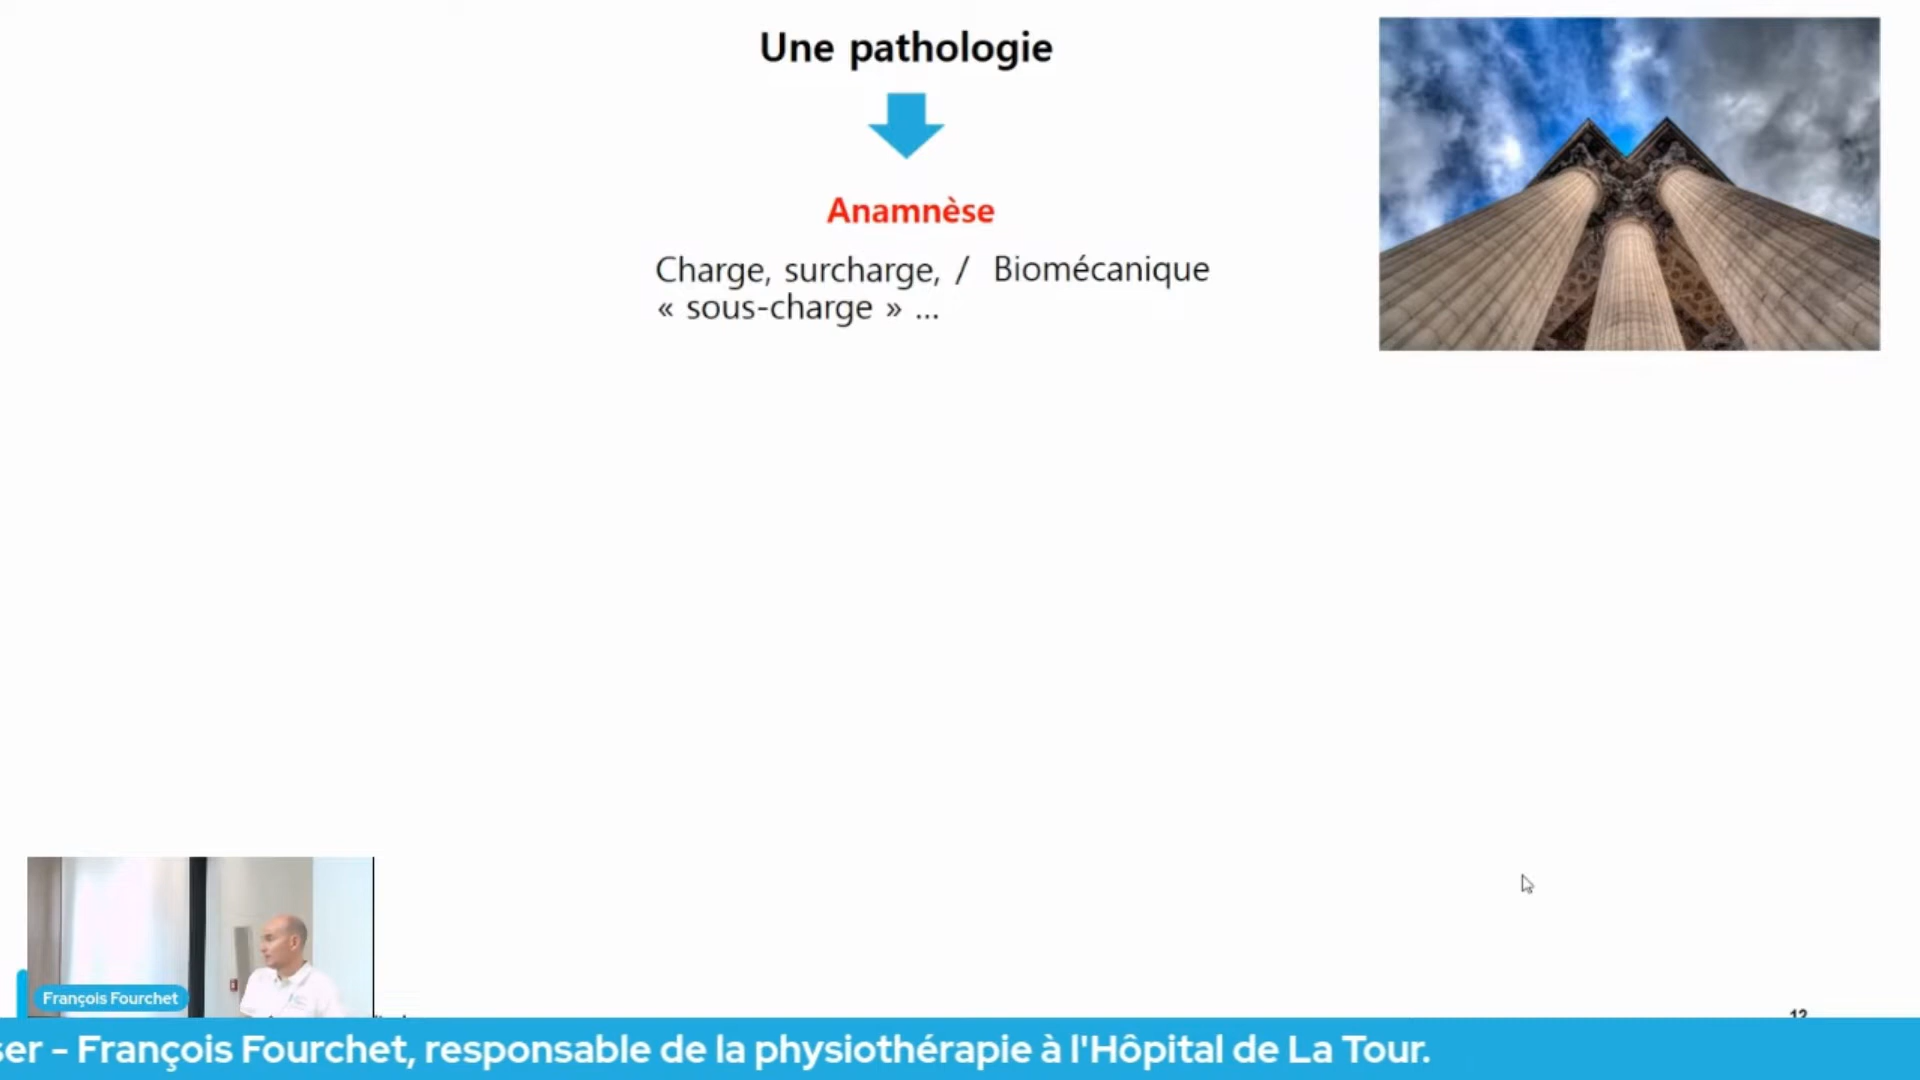 Une pathologie
Anamnèse
Charge, surcharge, / Biomécanique
« sous-charge » ...
François Fourchet
12
ser - François Fourchet, responsable de la physiothérapie à l'Hôpital de La Tour.